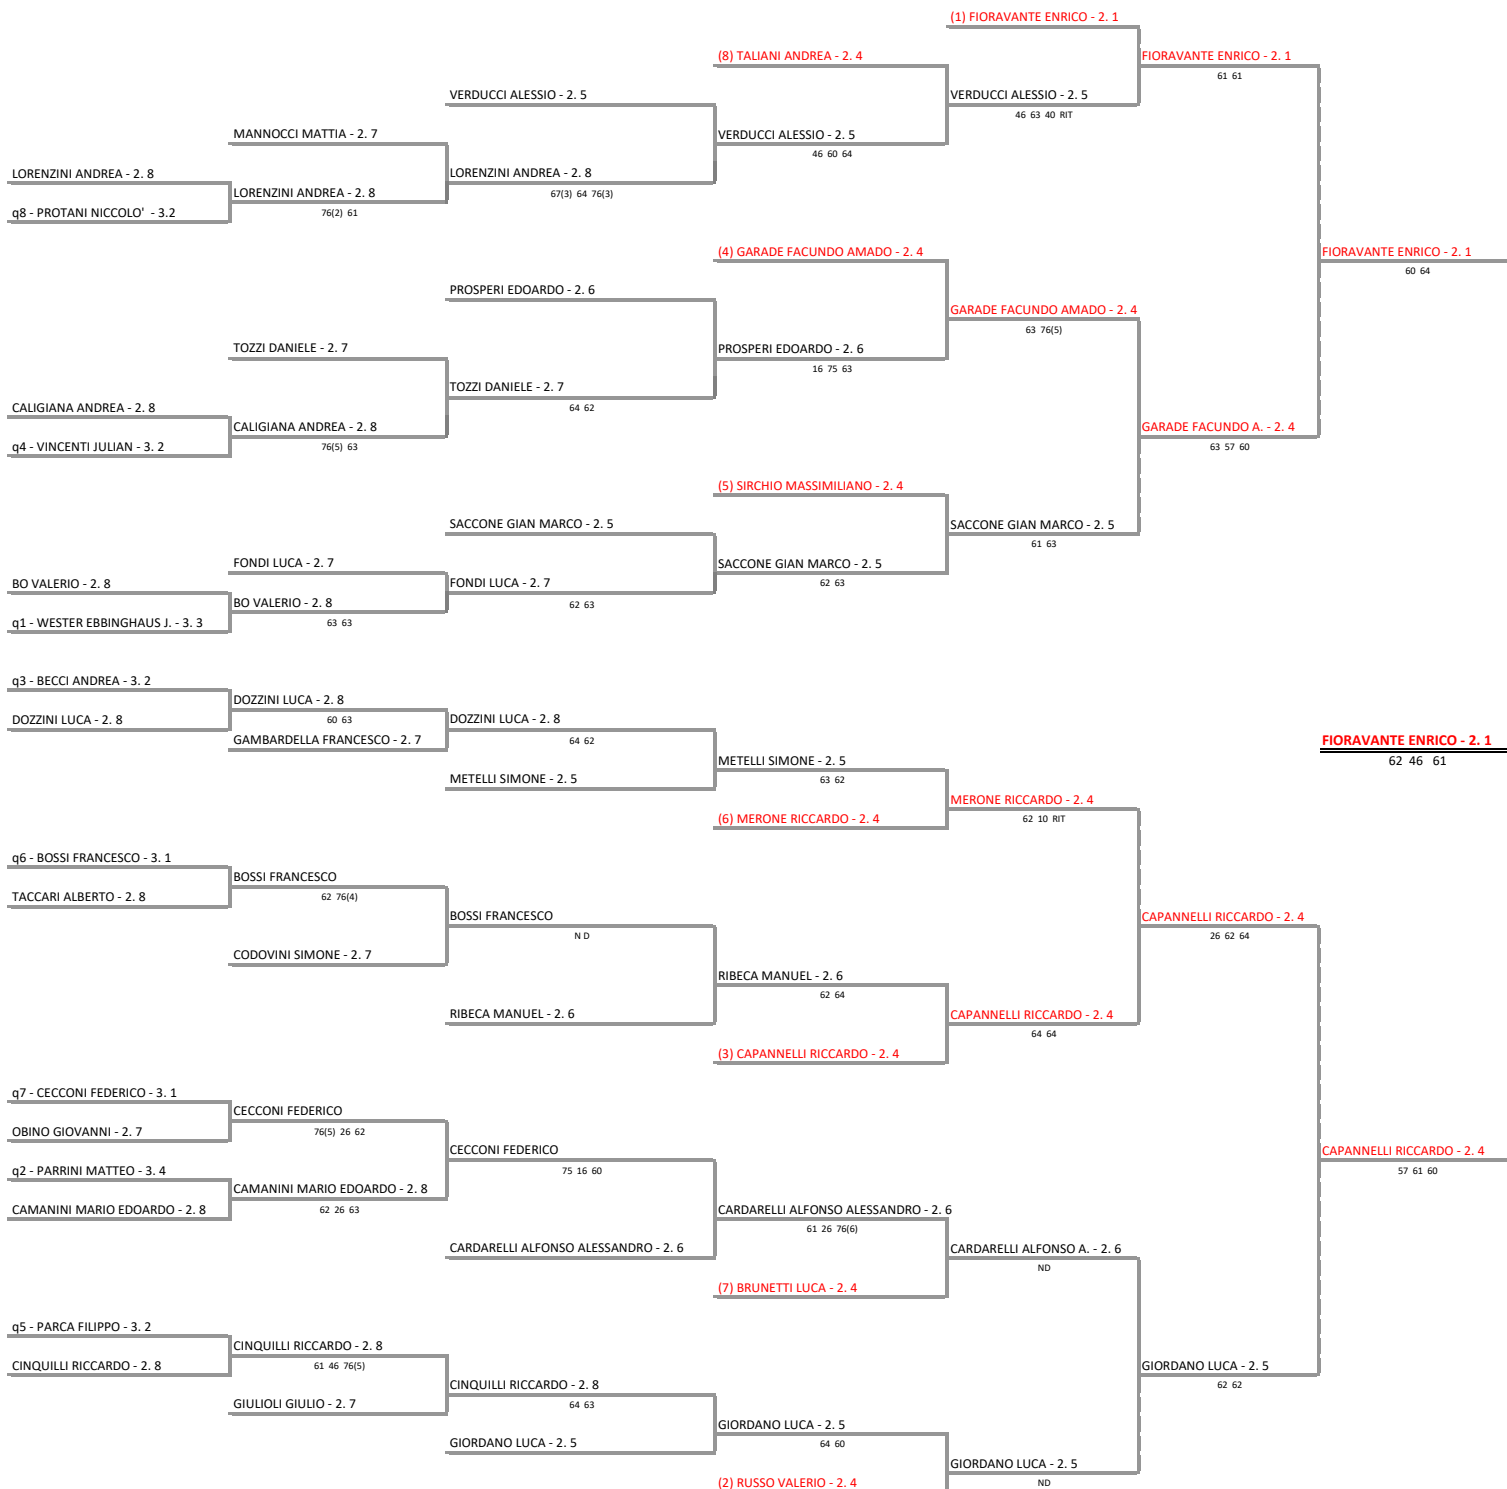 (1) FIORAVANTE ENRICO - 2. 1
(8) TALIANI ANDREA - 2. 4
FIORAVANTE ENRICO - 2. 1
61 61
VERDUCCI ALESSIO - 2. 5
VERDUCCI ALESSIO - 2. 5
46 63 40 RIT
MANNOCCI MATTIA - 2. 7
VERDUCCI ALESSIO - 2. 5
46 60 64
LORENZINI ANDREA - 2. 8
LORENZINI ANDREA - 2. 8
67(3) 64 76(3)
LORENZINI ANDREA - 2. 8
76(2) 61
q8 - PROTANI NICCOLO' - 3.2
(4) GARADE FACUNDO AMADO - 2. 4
FIORAVANTE ENRICO - 2. 1
60 64
PROSPERI EDOARDO - 2. 6
GARADE FACUNDO AMADO - 2. 4
63 76(5)
TOZZI DANIELE - 2. 7
PROSPERI EDOARDO - 2. 6
16 75 63
TOZZI DANIELE - 2. 7
64 62
CALIGIANA ANDREA - 2. 8
CALIGIANA ANDREA - 2. 8
76(5) 63
GARADE FACUNDO A. - 2. 4
63 57 60
q4 - VINCENTI JULIAN - 3. 2
(5) SIRCHIO MASSIMILIANO - 2. 4
SACCONE GIAN MARCO - 2. 5
SACCONE GIAN MARCO - 2. 5
61 63
FONDI LUCA - 2. 7
SACCONE GIAN MARCO - 2. 5
62 63
BO VALERIO - 2. 8
FONDI LUCA - 2. 7
62 63
BO VALERIO - 2. 8
63 63
q1 - WESTER EBBINGHAUS J. - 3. 3
q3 - BECCI ANDREA - 3. 2
DOZZINI LUCA - 2. 8
60 63
DOZZINI LUCA - 2. 8
DOZZINI LUCA - 2. 8
64 62
GAMBARDELLA FRANCESCO - 2. 7
FIORAVANTE ENRICO - 2. 1
62 46 61
METELLI SIMONE - 2. 5
63 62
METELLI SIMONE - 2. 5
MERONE RICCARDO - 2. 4
62 10 RIT
(6) MERONE RICCARDO - 2. 4
q6 - BOSSI FRANCESCO - 3. 1
BOSSI FRANCESCO
62 76(4)
TACCARI ALBERTO - 2. 8
BOSSI FRANCESCO
N D
CAPANNELLI RICCARDO - 2. 4
26 62 64
CODOVINI SIMONE - 2. 7
RIBECA MANUEL - 2. 6
62 64
RIBECA MANUEL - 2. 6
CAPANNELLI RICCARDO - 2. 4
64 64
(3) CAPANNELLI RICCARDO - 2. 4
q7 - CECCONI FEDERICO - 3. 1
CECCONI FEDERICO
76(5) 26 62
OBINO GIOVANNI - 2. 7
CECCONI FEDERICO
75 16 60
CAPANNELLI RICCARDO - 2. 4
57 61 60
q2 - PARRINI MATTEO - 3. 4
CAMANINI MARIO EDOARDO - 2. 8
62 26 63
CAMANINI MARIO EDOARDO - 2. 8
CARDARELLI ALFONSO ALESSANDRO - 2. 6
61 26 76(6)
CARDARELLI ALFONSO ALESSANDRO - 2. 6
CARDARELLI ALFONSO A. - 2. 6
ND
(7) BRUNETTI LUCA - 2. 4
q5 - PARCA FILIPPO - 3. 2
CINQUILLI RICCARDO - 2. 8
61 46 76(5)
CINQUILLI RICCARDO - 2. 8
GIORDANO LUCA - 2. 5
62 62
CINQUILLI RICCARDO - 2. 8
64 63
GIULIOLI GIULIO - 2. 7
GIORDANO LUCA - 2. 5
64 60
GIORDANO LUCA - 2. 5
GIORDANO LUCA - 2. 5
ND
(2) RUSSO VALERIO - 2. 4